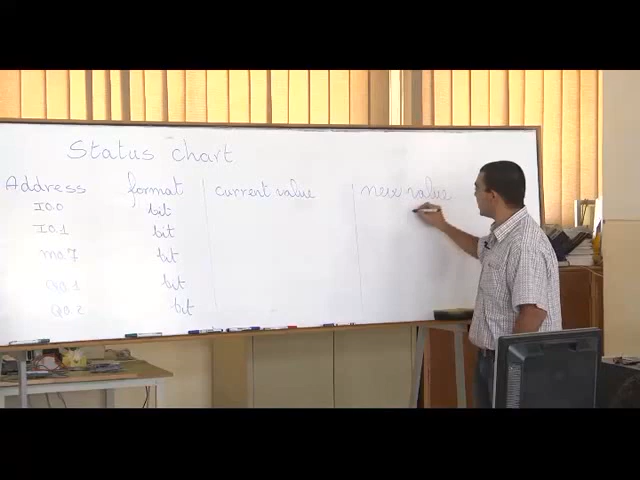 Status chart
Address format current value new value
I0.0 bit
I0.1 bit
m0.7 bit
Q0.1 bit
Q0.2 bit